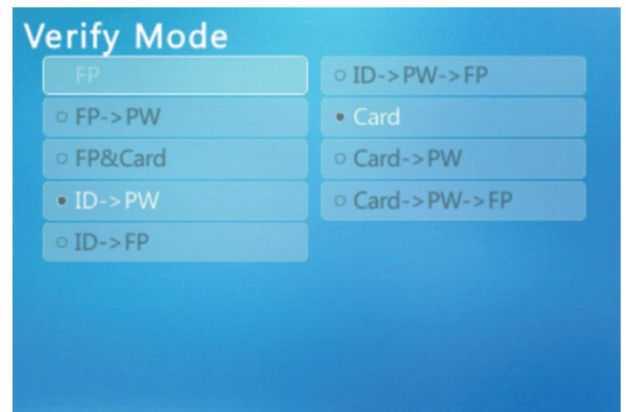 Verify Mode
FP
FP->PW
FP&Card
ID->PW
ID->FP
ID->PW->FP
Card
Card->PW
Card->PW->FP